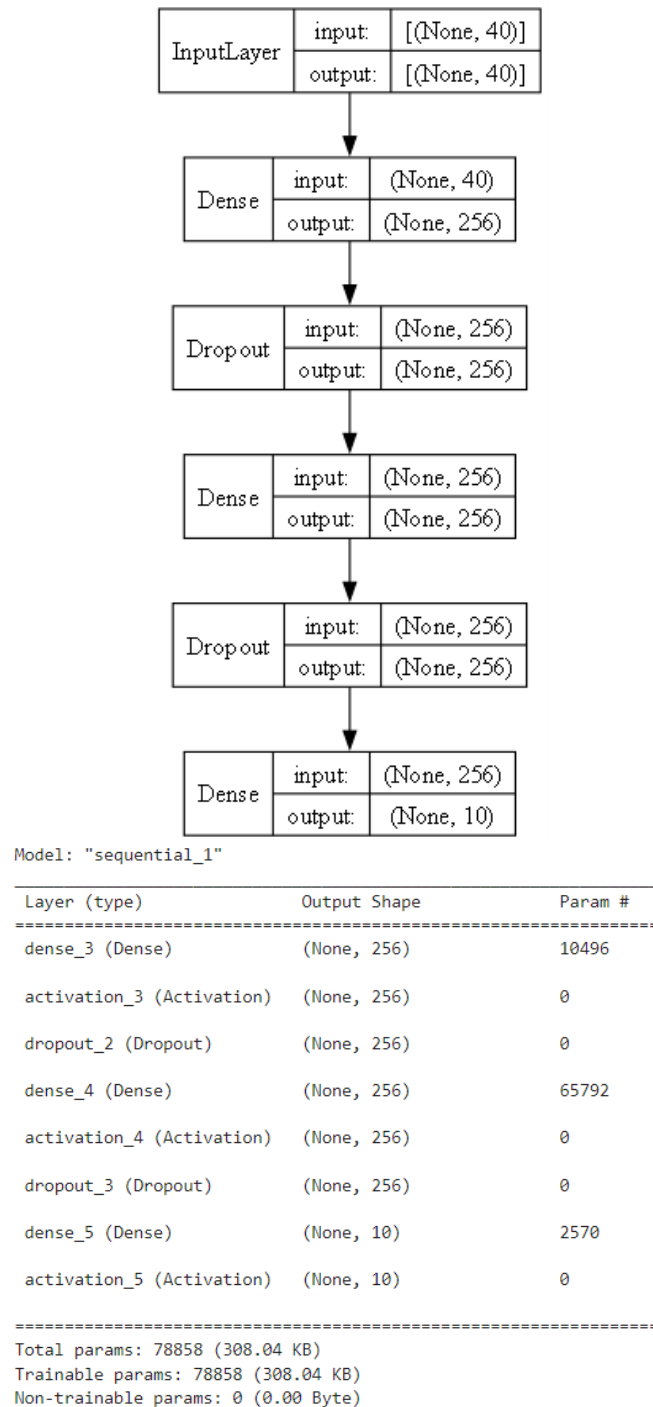 InputLayer input: [(None, 40)]
output: [(None, 40)]
Dense input: (None, 40)
output: (None, 256)
Dropout input: (None, 256)
output: (None, 256)
Dense input: (None, 256)
output: (None, 256)
Dropout input: (None, 256)
output: (None, 256)
Dense input: (None, 256)
output: (None, 10)
Model: "sequential_1"
Layer (type) Output Shape Param #
dense_3 (Dense) (None, 256) 10496
activation_3 (Activation) (None, 256) 0
dropout_2 (Dropout) (None, 256) 0
dense_4 (Dense) (None, 256) 65792
activation_4 (Activation) (None, 256) 0
dropout_3 (Dropout) (None, 256) 0
dense_5 (Dense) (None, 10) 2570
activation_5 (Activation) (None, 10) 0
Total params: 78858 (308.04 KB)
Trainable params: 78858 (308.04 KB)
Non-trainable params: 0 (0.00 Byte)